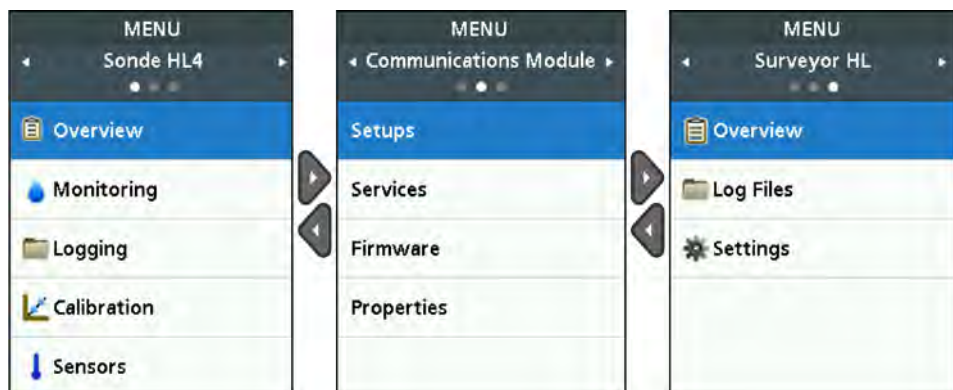 MENU
Sonde HL4
Overview
Monitoring
Logging
Calibration
Sensors
MENU
Communications Module
Setups
Services
Firmware
Properties
MENU
Surveyor HL
Overview
Log Files
Settings